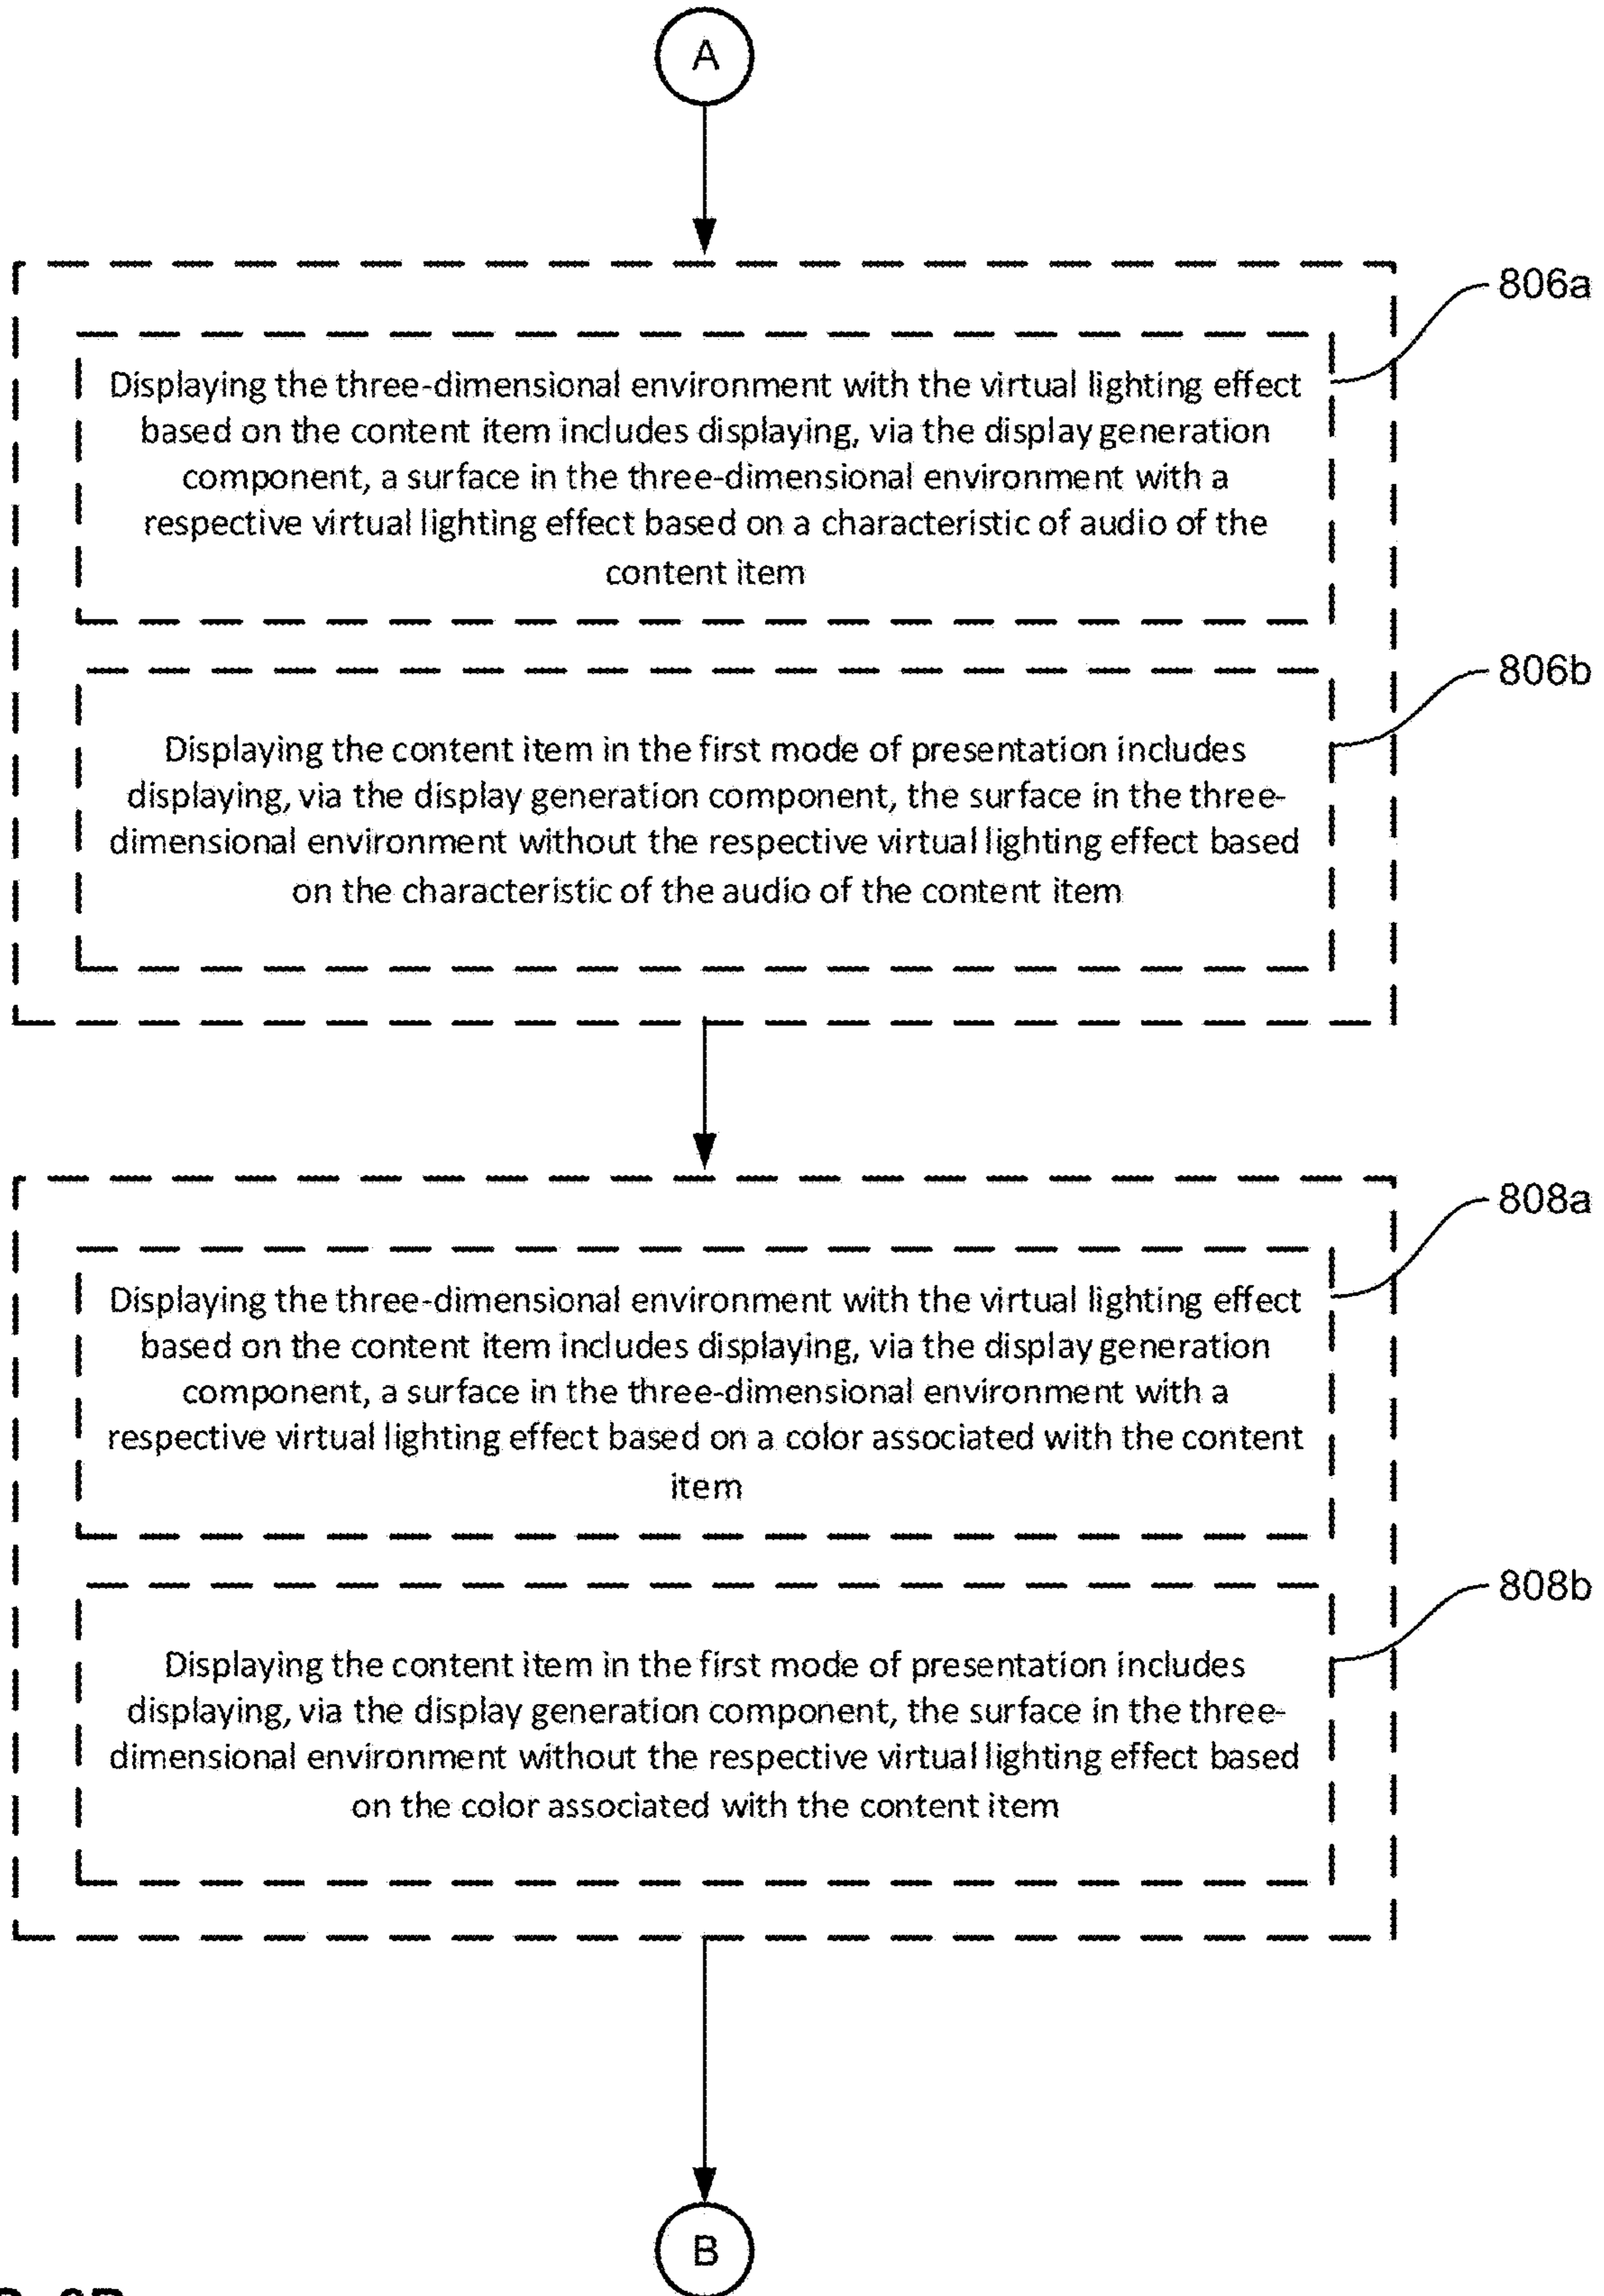 A
806a
Displaying the three-dimensional environment with the virtual lighting effect
based on the content item includes displaying, via the display generation
component, a surface in the three-dimensional environment with a
respective virtual lighting effect based on a characteristic of audio of the
content item
806b
Displaying the content item in the first mode of presentation includes
displaying, via the display generation component, the surface in the three-
dimensional environment without the respective virtual lighting effect based
on the characteristic of the audio of the content item
808a
Displaying the three-dimensional environment with the virtual lighting effect
based on the content item includes displaying, via the display generation
component, a surface in the three-dimensional environment with a
respective virtual lighting effect based on a color associated with the content
item
808b
Displaying the content item in the first mode of presentation includes
displaying, via the display generation component, the surface in the three-
dimensional environment without the respective virtual lighting effect based
on the color associated with the content item
B